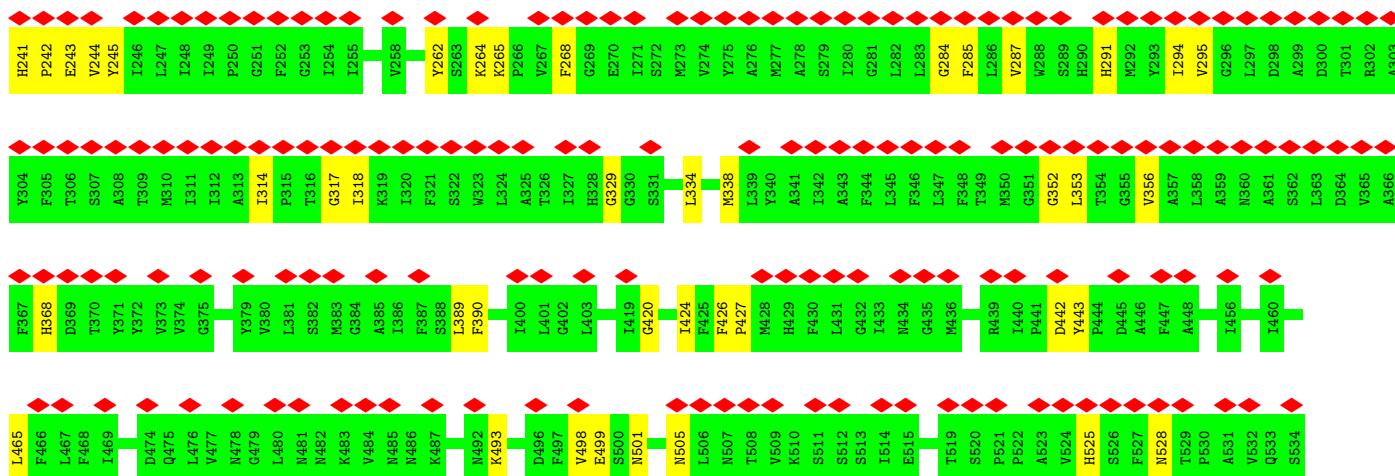 H241 P242 E243 V244 Y245 I246 L247 I248 I249 P250 G251 F252 G253 I254 I255 V258 Y262 S263 K264 K265 P266 V267 F268 G269 E270 I271 S272 M273 V274 Y275 A276 M277 A278 S279 I280 G281 L282 L283 G284 F285 L286 V287 W288 S289 H290 H291 M292 Y293 I294 V295 G296 L297 D298 A299 D300 T301 R302 A303
Y304 F305 T306 S307 A308 T309 M310 I311 I312 A313 I314 P315 T316 G317 I318 K319 I320 F321 S322 W323 L324 A325 T326 I327 H328 G329 G330 S331 L334 M338 L339 Y340 A341 I342 A343 F344 L345 F346 L347 F348 T349 M350 G351 G352 L353 T354 G355 V356 A357 L358 A359 N360 A361 S362 L363 D364 V365 A366
F367 H368 D369 T370 Y371 Y372 V373 V374 G375 Y379 V380 L381 S382 M383 G384 A385 I386 F387 S388 L389 F390 I400 L401 G402 L403 I419 G420 I424 F425 F426 P427 M428 H429 F430 L431 G432 I433 N434 G435 M436 R439 I440 P441 D442 Y443 P444 D445 A446 F447 A448 I456 I460
L465 F466 L467 F468 I469 D474 Q475 L476 V477 N478 G479 L480 N481 N482 K483 V484 N485 N486 K487 N492 K493 D496 F497 V498 E499 S500 N501 N505 L506 N507 T508 V509 K510 S511 S512 S513 I514 E515 T519 S520 P521 P522 A523 V524 H525 S526 F527 N528 T529 P530 A531 V532 Q533 S534